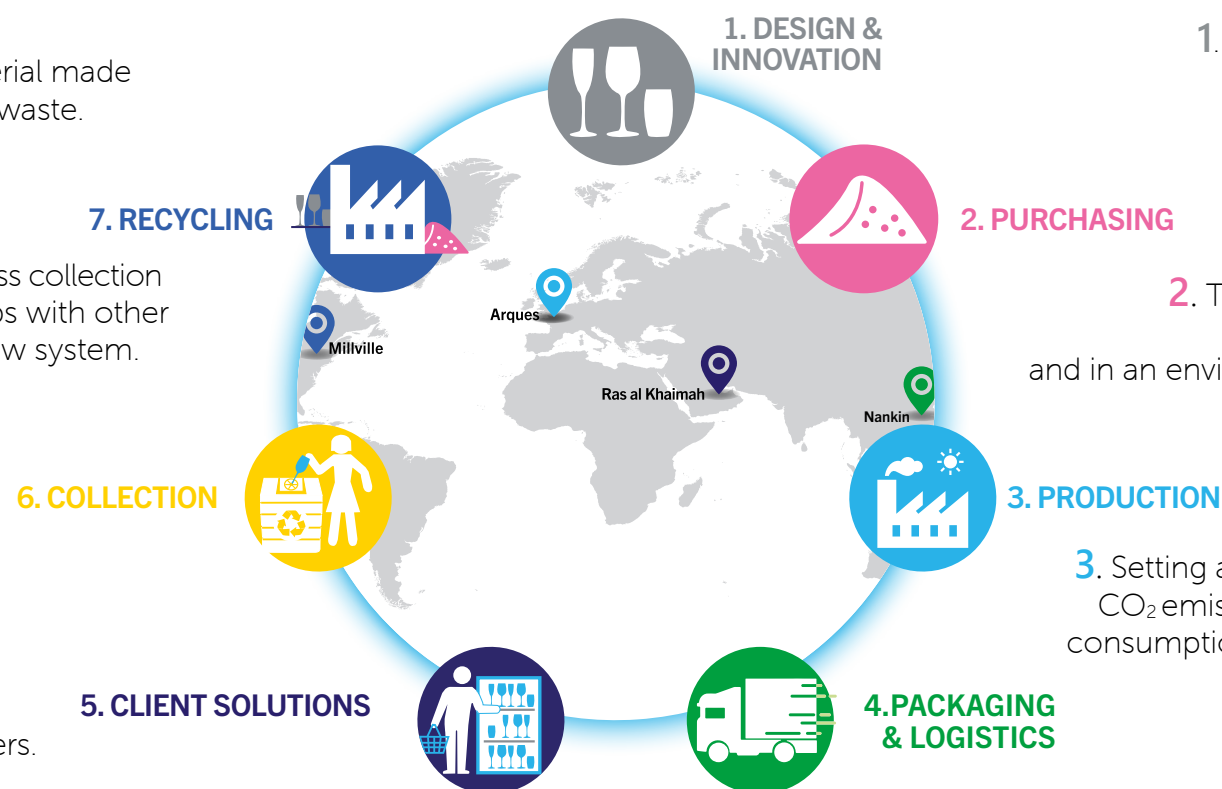 1. DESIGN &
INNOVATION
1.
erial made
waste.
7. RECYCLING
2. PURCHASING
ss collection
os with other
w system.
2. T
and in an envi
Arques
Millville
Ras al Khaimah
Nankin
6. COLLECTION
3. PRODUCTION
3. Setting a
CO₂ emis
consumptio
5. CLIENT SOLUTIONS
4.PACKAGING
& LOGISTICS
ers.